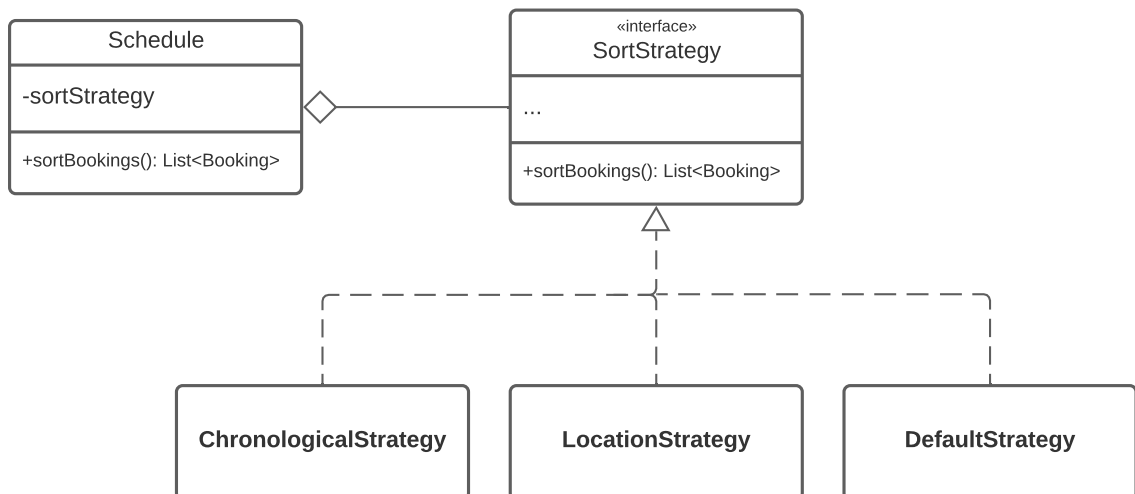 Schedule
-sortStrategy
+sortBookings(): List<Booking>
«interface»
SortStrategy
...
+sortBookings(): List<Booking>
ChronologicalStrategy
LocationStrategy
DefaultStrategy